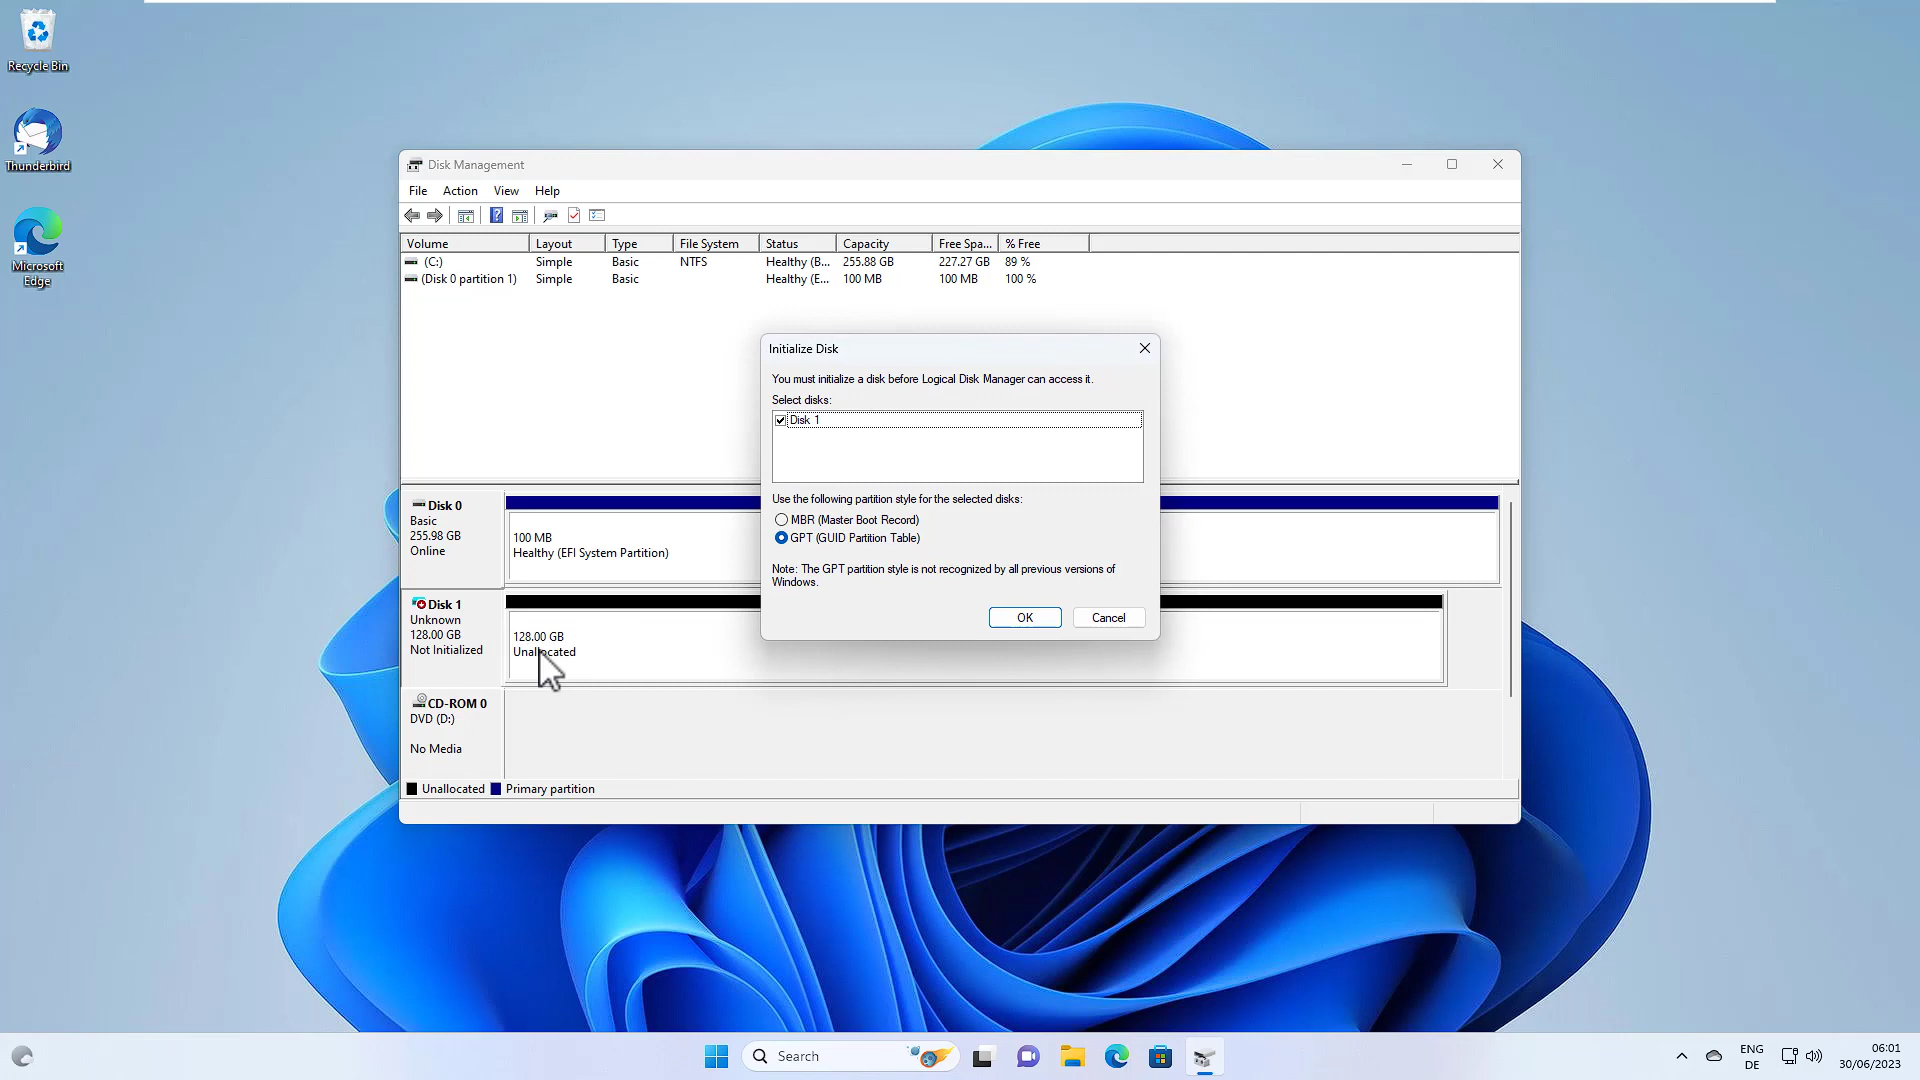 Recycle Bin
Thunderbird
Microsoft
Edge
Disk Management
File Action View Help
Volume Layout Type File System Status Capacity Free Spa... % Free
(C:) Simple Basic NTFS Healthy (B... 255.88 GB 227.27 GB 89 %
(Disk 0 partition 1) Simple Basic Healthy (E... 100 MB 100 MB 100 %
Initialize Disk
You must initialize a disk before Logical Disk Manager can access it.
Select disks:
Disk 1
Use the following partition style for the selected disks:
MBR (Master Boot Record)
GPT (GUID Partition Table)
Note: The GPT partition style is not recognized by all previous versions of
Windows.
OK Cancel
Disk 0
Basic
255.98 GB
Online
100 MB
Healthy (EFI System Partition)
Disk 1
Unknown
128.00 GB
Not Initialized
128.00 GB
Unallocated
CD-ROM 0
DVD (D:)
No Media
Unallocated Primary partition
Search
ENG
DE
06:01
30/06/2023